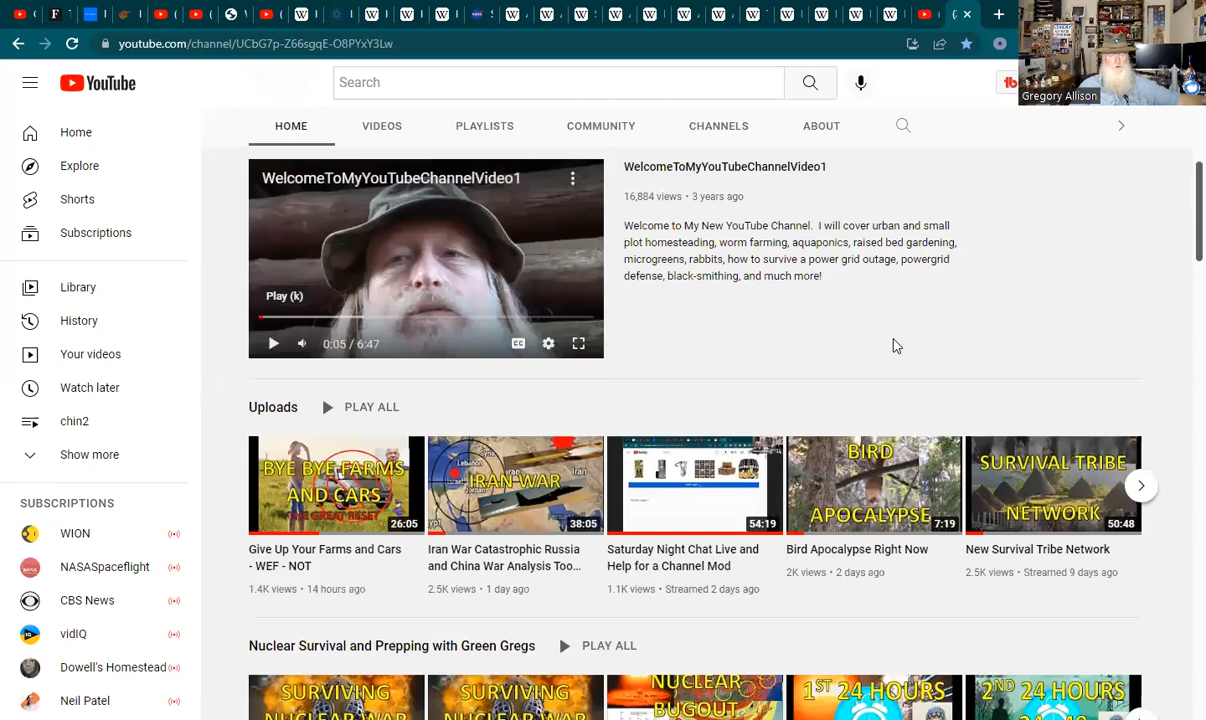 youtube.com/channel/UCbG7p-Z66sgqE-O8PYxY3Lw
Gregory Allison
YouTube
Search
tb
HOME VIDEOS PLAYLISTS COMMUNITY CHANNELS ABOUT
Home
Explore
Shorts
Subscriptions
Library
History
Your videos
Watch later
chin2
Show more
SUBSCRIPTIONS
WION
NASASpaceflight
CBS News
vidIQ
Dowell's Homestead
Neil Patel
WelcomeToMyYouTubeChannelVideo1
Play (k)
0:05 / 6:47
WelcomeToMyYouTubeChannelVideo1
16,884 views • 3 years ago
Welcome to My New YouTube Channel. I will cover urban and small
plot homesteading, worm farming, aquaponics, raised bed gardening,
microgreens, rabbits, how to survive a power grid outage, powergrid
defense, black-smithing, and much more!
Uploads PLAY ALL
BYE BYE FARMS
AND CARS
THE GREAT RESET
26:05
Give Up Your Farms and Cars
- WEF - NOT
1.4K views • 14 hours ago
Syria
Lebanon
Iraq
Iran
Jordan
IRAN WAR
38:05
Iran War Catastrophic Russia
and China War Analysis Too...
2.5K views • 1 day ago
54:19
Saturday Night Chat Live and
Help for a Channel Mod
1.1K views • Streamed 2 days ago
BIRD
APOCALYPSE
7:19
Bird Apocalypse Right Now
2K views • 2 days ago
SURVIVAL TRIBE
NETWORK
50:48
New Survival Tribe Network
2.5K views • Streamed 9 days ago
Nuclear Survival and Prepping with Green Gregs PLAY ALL
SURVIVING
SURVIVING
NUCLEAR
BUGOUT
1ST 24 HOURS
2ND 24 HOURS